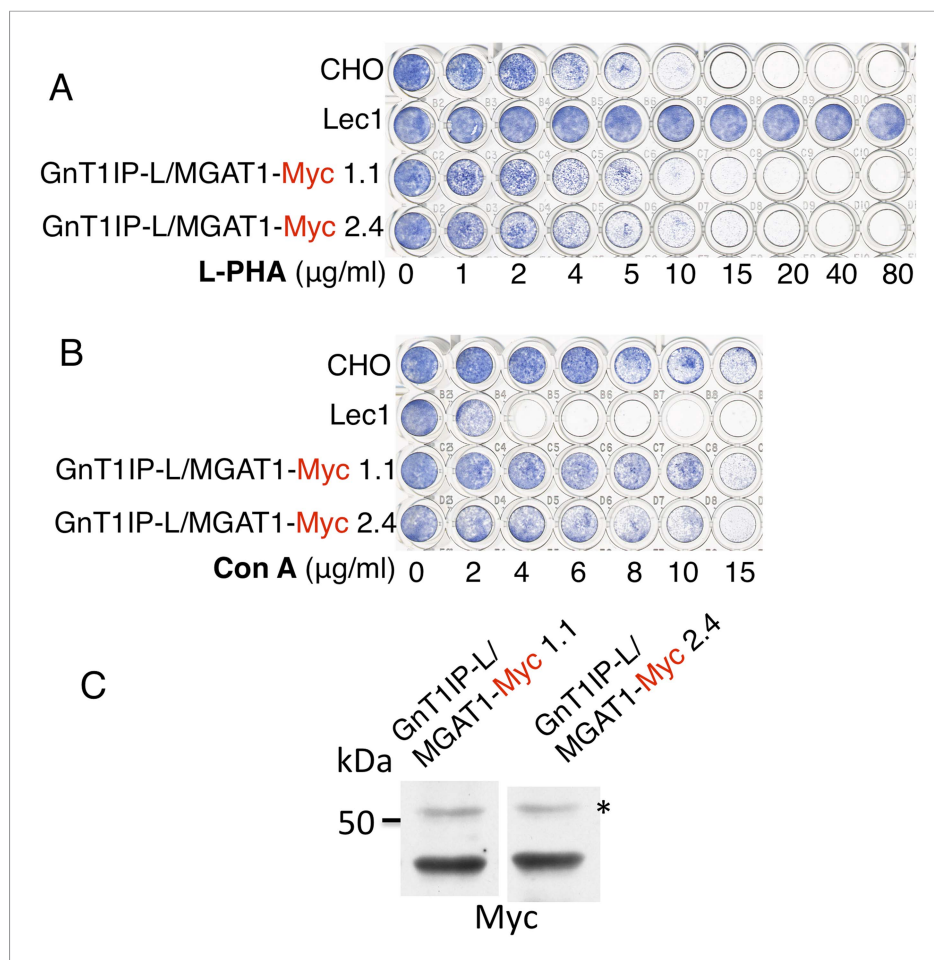 A
CHO
Lec1
GnT1IP-L/MGAT1-Myc 1.1
GnT1IP-L/MGAT1-Myc 2.4
L-PHA (µg/ml) 0 1 2 4 5 10 15 20 40 80
B
CHO
Lec1
GnT1IP-L/MGAT1-Myc 1.1
GnT1IP-L/MGAT1-Myc 2.4
Con A (µg/ml) 0 2 4 6 8 10 15
C
GnT1IP-L/
MGAT1-Myc 1.1
GnT1IP-L/
MGAT1-Myc 2.4
kDa
50
*
Myc